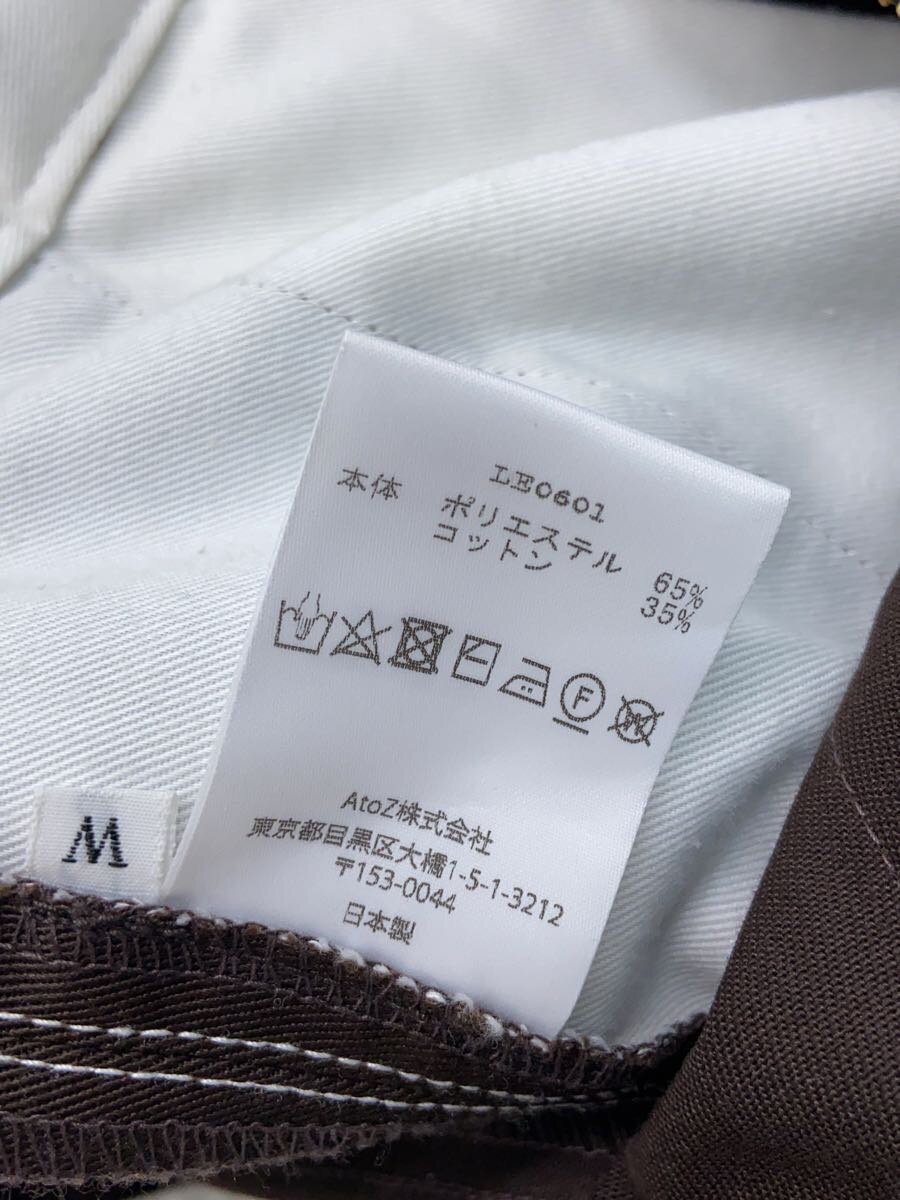 LE0601
本体 ポリエステル 65%
コットン 35%
F
W
AtoZ株式会社
東京都目黒区大橋1-5-1-3212
〒153-0044
日本製
M